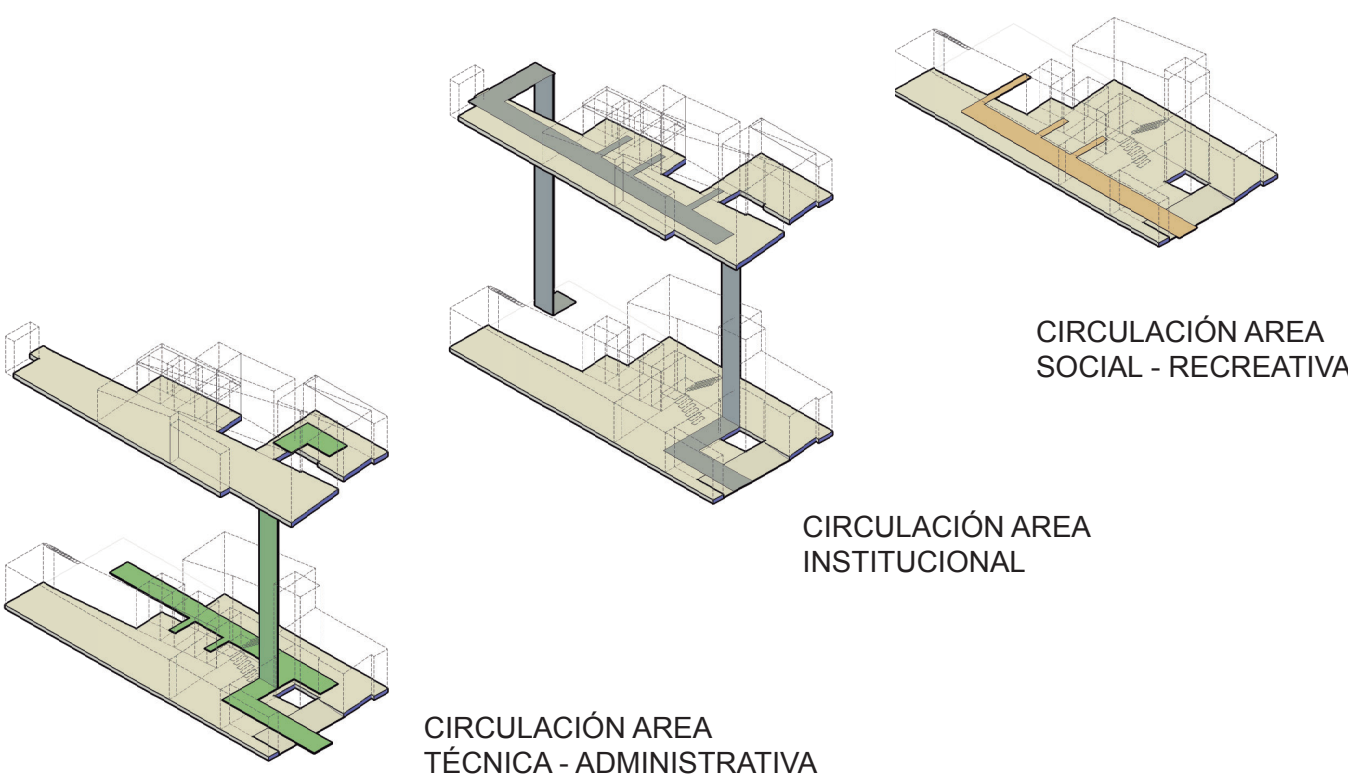 CIRCULACIÓN AREA
SOCIAL - RECREATIVA
CIRCULACIÓN AREA
INSTITUCIONAL
CIRCULACIÓN AREA
TÉCNICA - ADMINISTRATIVA